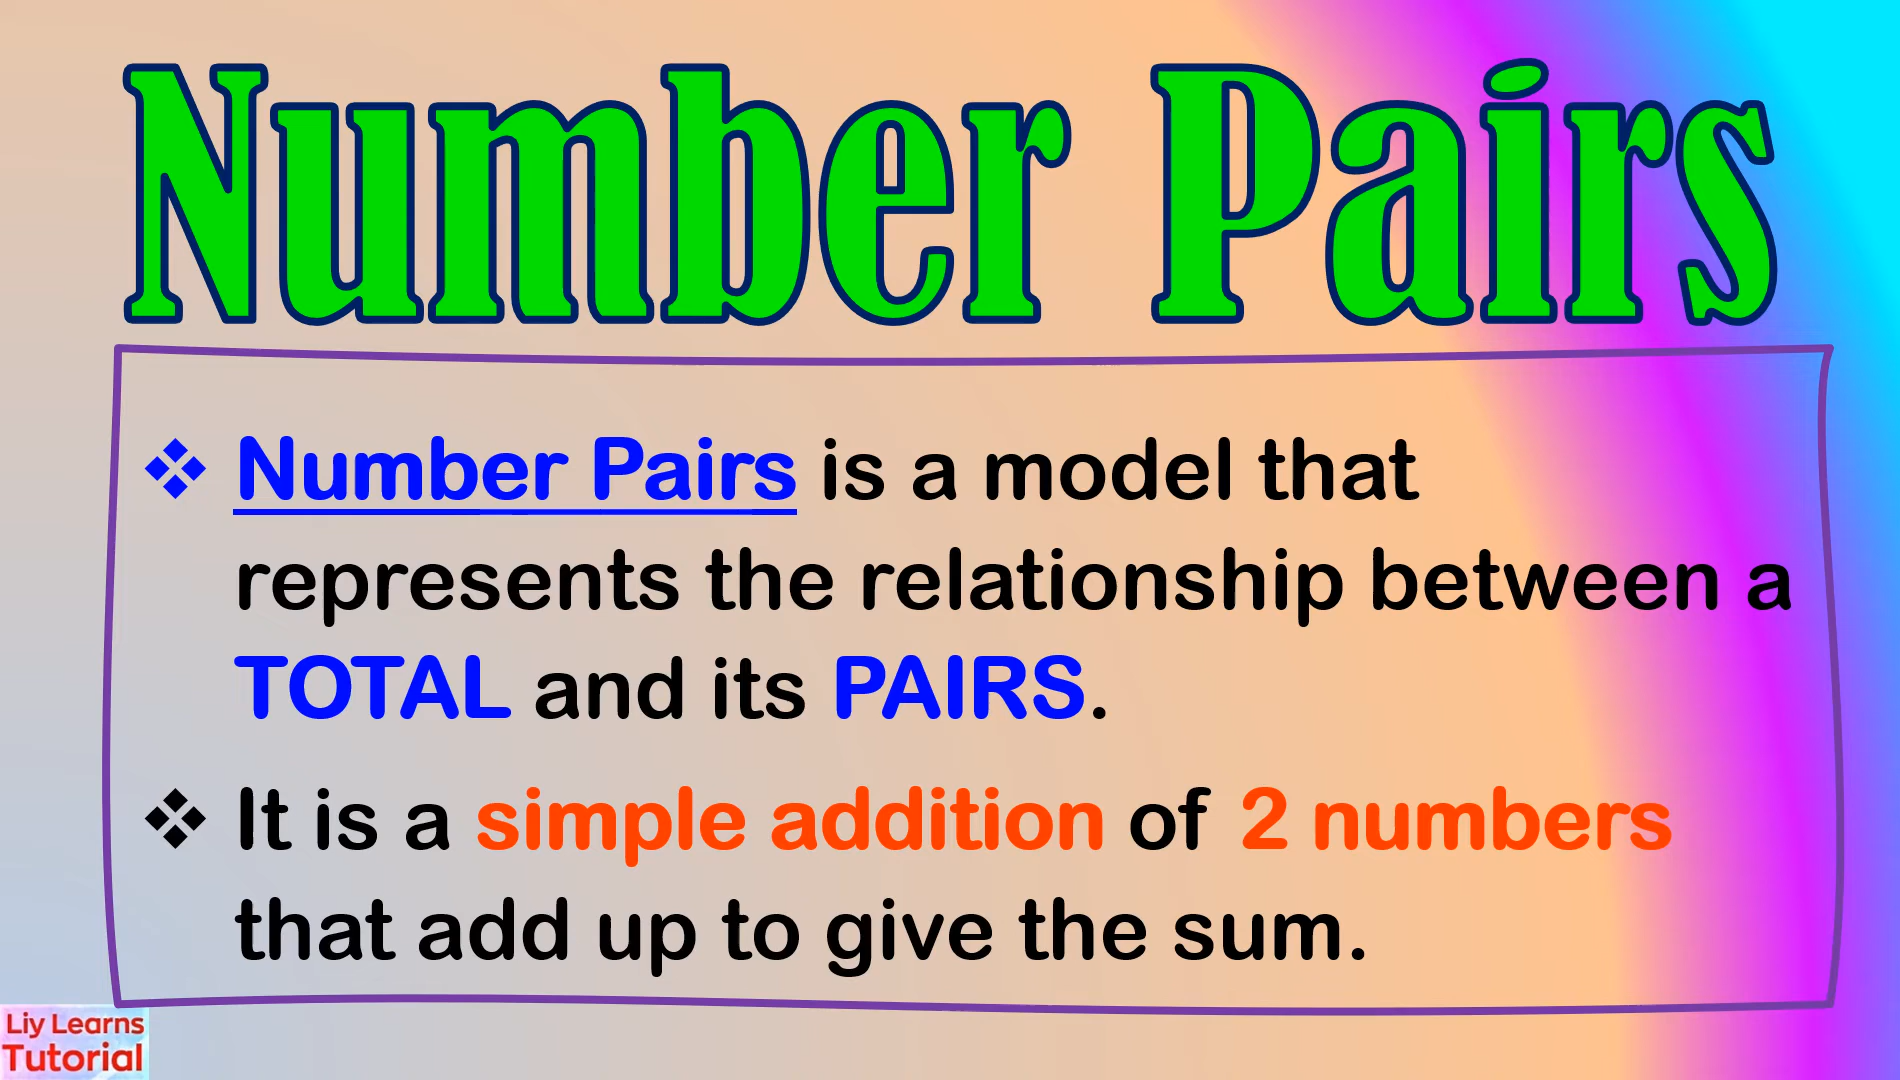 Number Pairs
❖ Number Pairs is a model that
represents the relationship between a
TOTAL and its PAIRS.
❖ It is a simple addition of 2 numbers
that add up to give the sum.
Liy Learns
Tutorial